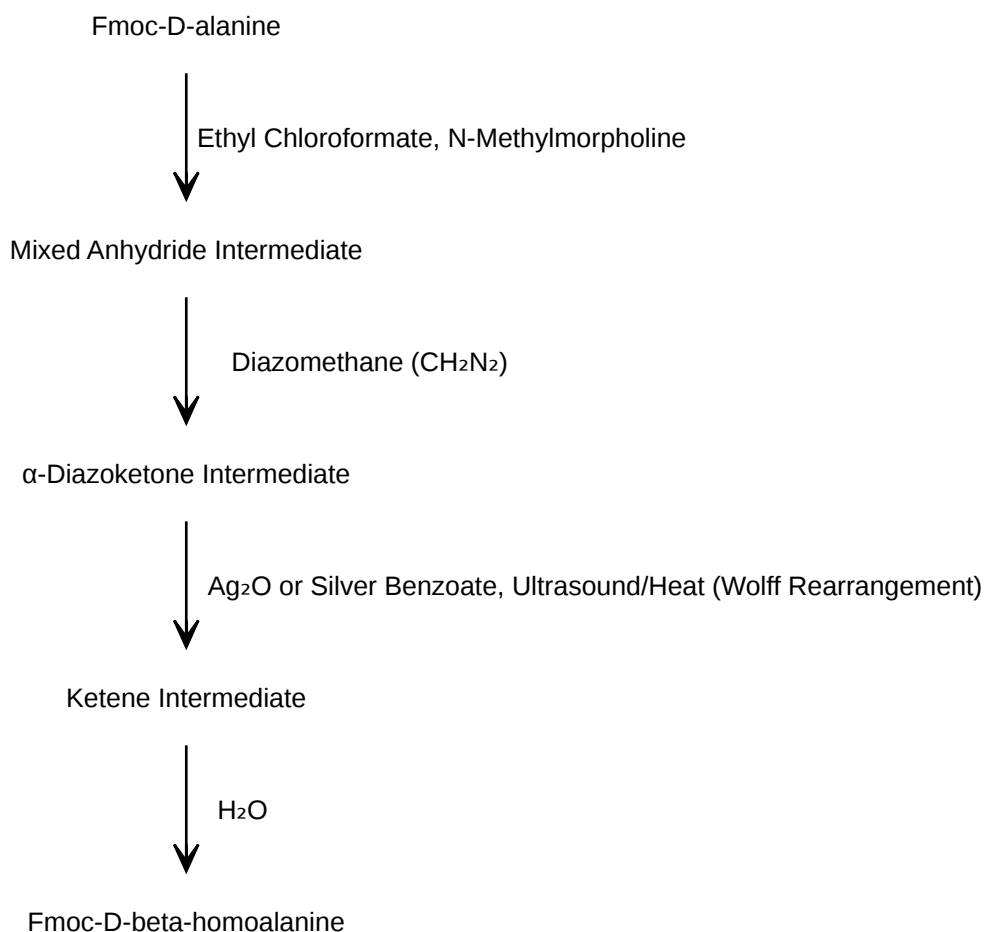 Fmoc-D-alanine
Ethyl Chloroformate, N-Methylmorpholine
Mixed Anhydride Intermediate
Diazomethane (CH₂N₂)
α-Diazoketone Intermediate
Ag₂O or Silver Benzoate, Ultrasound/Heat (Wolff Rearrangement)
Ketene Intermediate
H₂O
Fmoc-D-beta-homoalanine